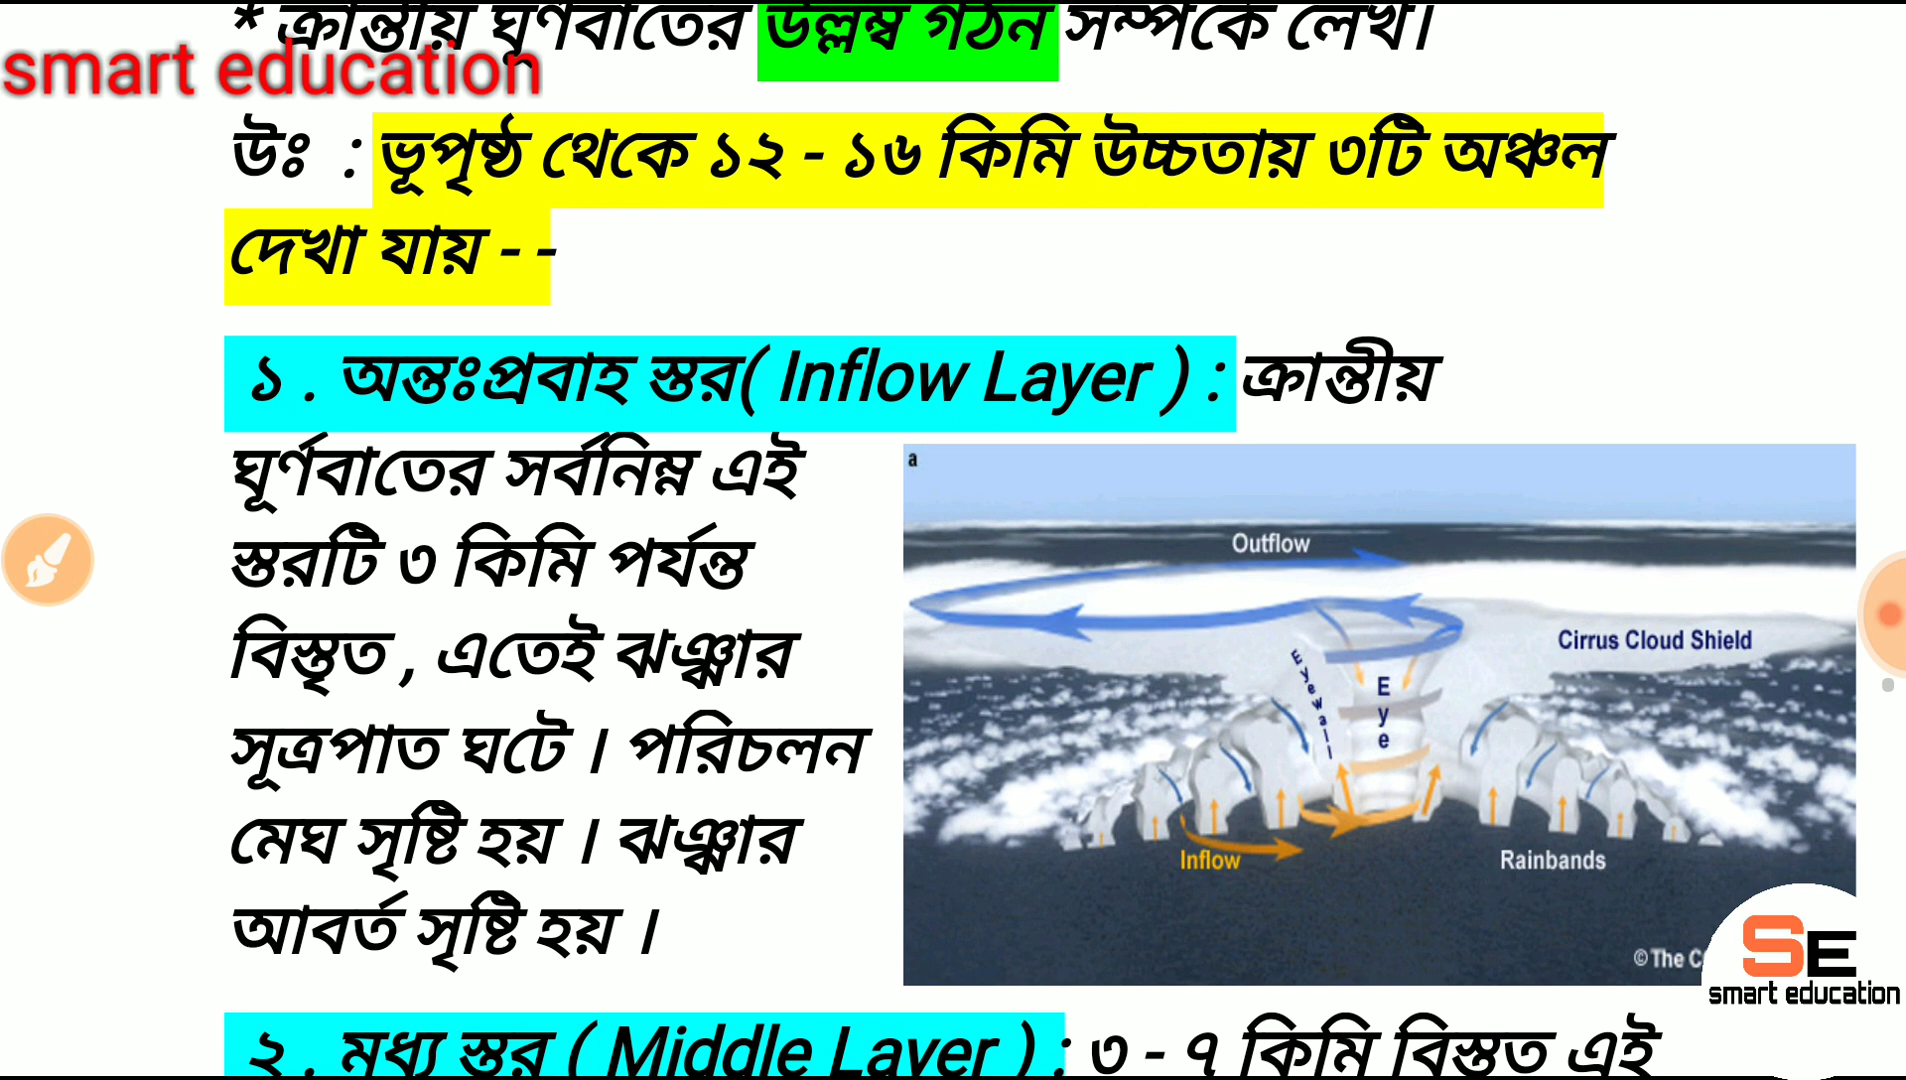 * ক্রান্তীয় ঘূর্ণবাতের উল্লম্ব গঠন সম্পর্কে লেখ।
smart education
উঃ : ভূপৃষ্ঠ থেকে ১২ - ১৬ কিমি উচ্চতায় ৩টি অঞ্চল
দেখা যায় - -
১ . অন্তঃপ্রবাহ স্তর( Inflow Layer ) : ক্রান্তীয়
ঘূর্ণবাতের সর্বনিম্ন এই
স্তরটি ৩ কিমি পর্যন্ত
বিস্তৃত , এতেই ঝঞ্ঝার
সূত্রপাত ঘটে । পরিচলন
মেঘ সৃষ্টি হয় । ঝঞ্ঝার
আবর্ত সৃষ্টি হয় ।
a
Outflow
Cirrus Cloud Shield
Eyewall
Eye
Inflow
Rainbands
© The
SE
smart education
২ . মধ্য স্তর ( Middle Layer ) : ৩ - ৭ কিমি বিস্তৃত এই